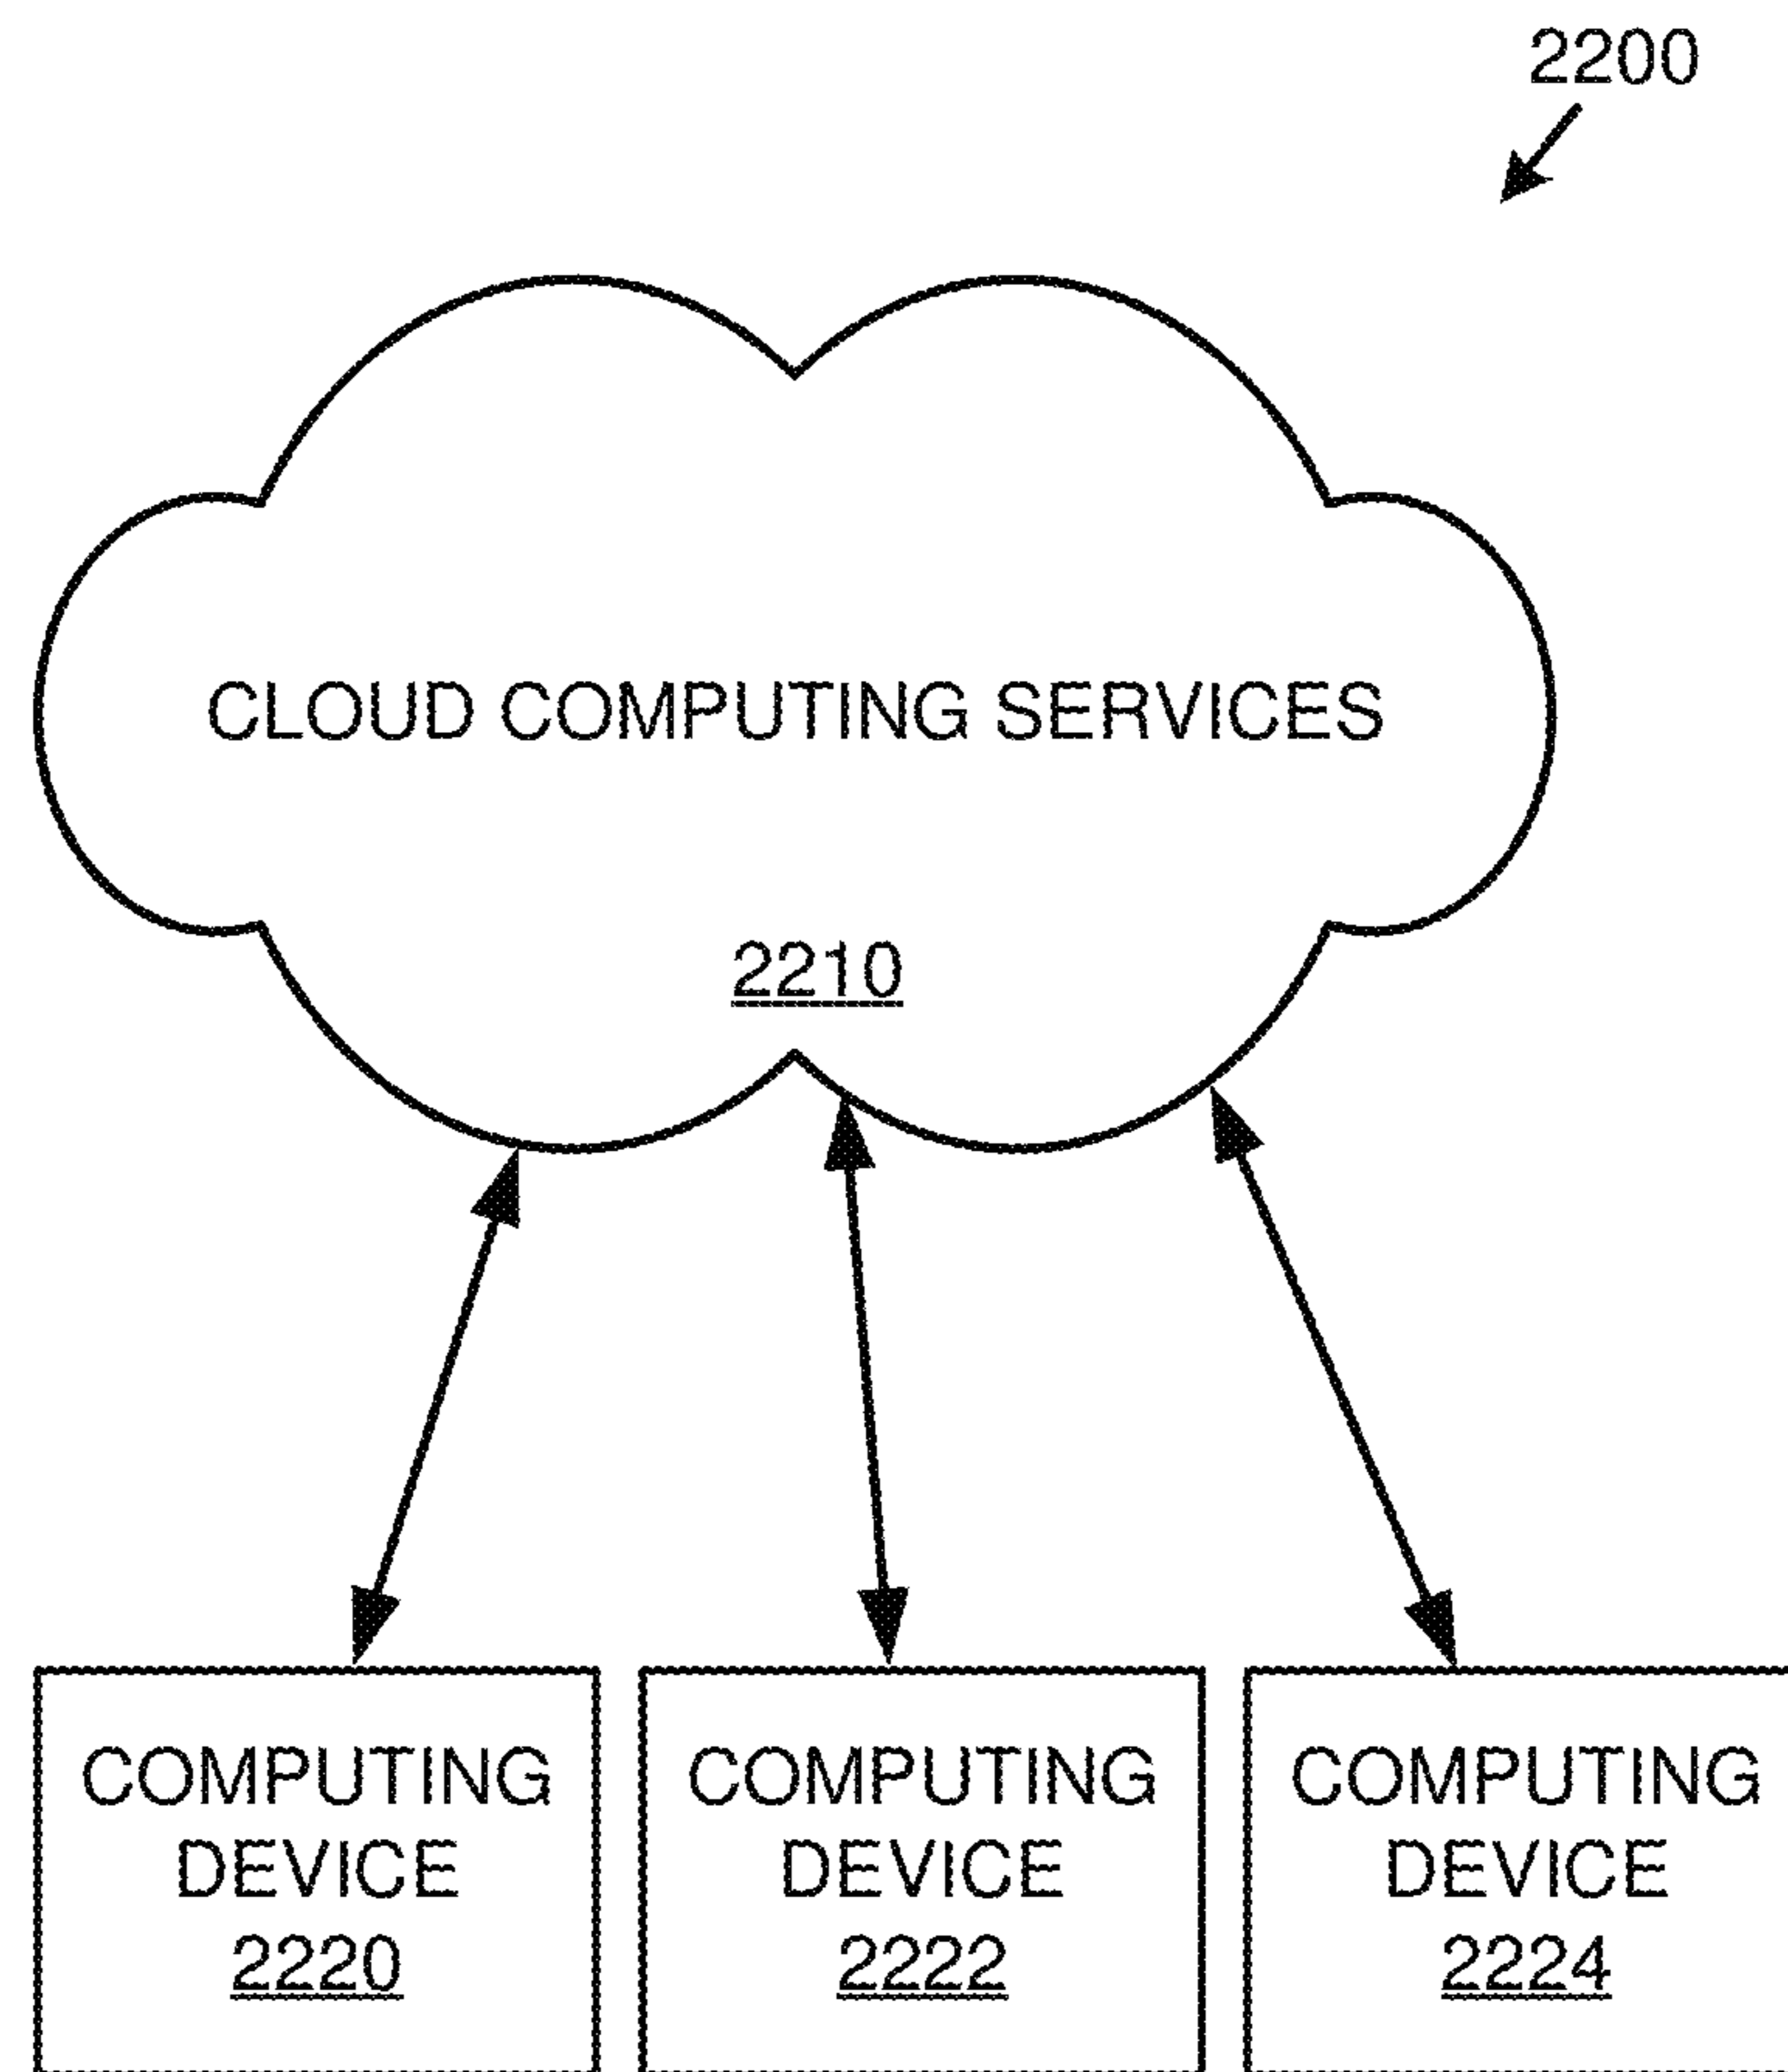 2200
CLOUD COMPUTING SERVICES
2210
COMPUTING
DEVICE
2220
COMPUTING
DEVICE
2222
COMPUTING
DEVICE
2224